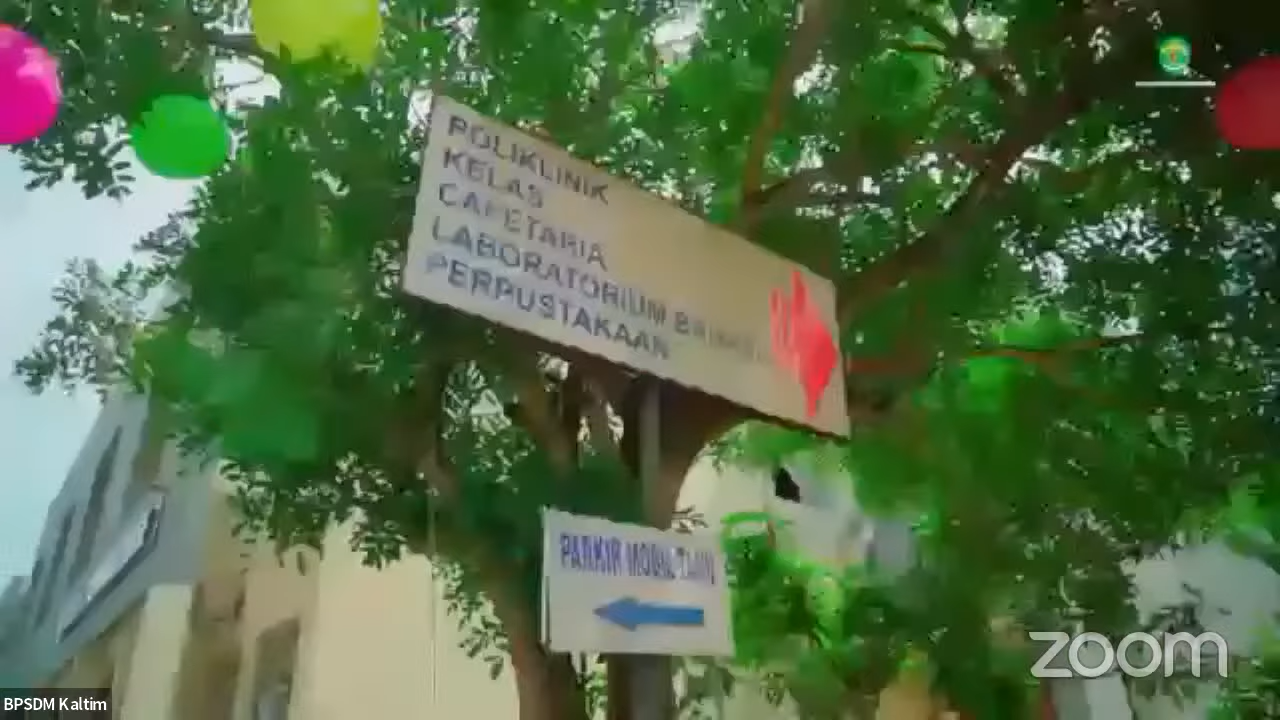 POLIKLINIK
KELAS
CAFETARIA
LABORATORIUM
PERPUSTAKAAN
PARKIR MOBIL TAMU
zoom
BPSDM Kaltim